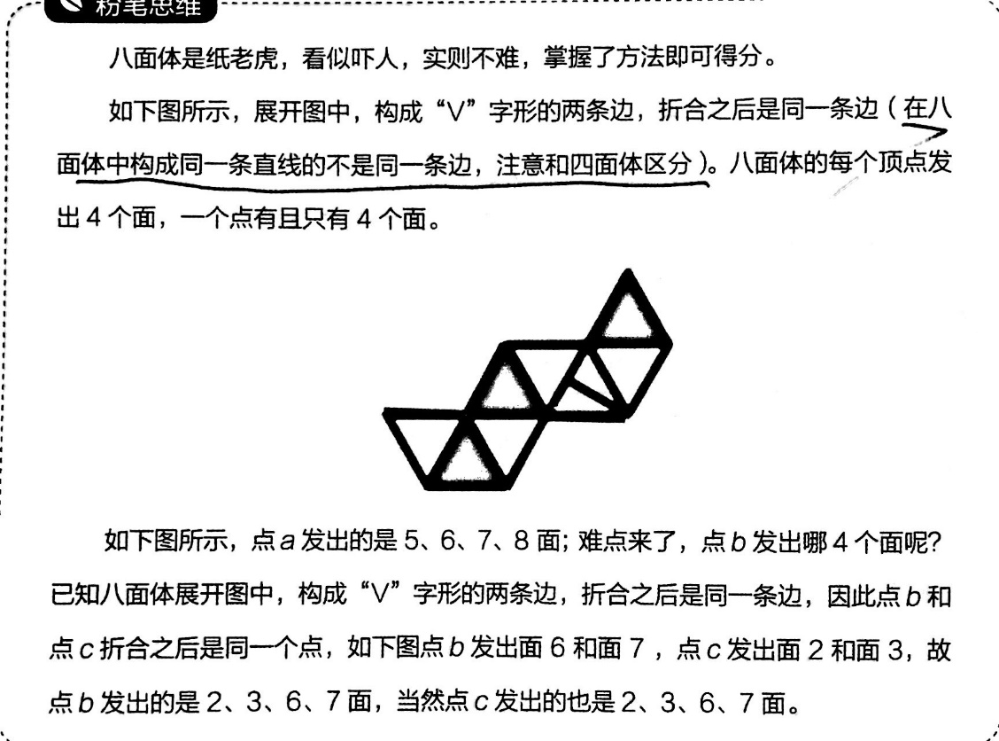 粉笔思维
八面体是纸老虎，看似吓人，实则不难，掌握了方法即可得分。
如下图所示，展开图中，构成“V”字形的两条边，折合之后是同一条边（在八
面体中构成同一条直线的不是同一条边，注意和四面体区分）。八面体的每个顶点发
出 4 个面，一个点有且只有 4 个面。
如下图所示，点 a 发出的是 5、6、7、8 面；难点来了，点 b 发出哪 4 个面呢？
已知八面体展开图中，构成“V”字形的两条边，折合之后是同一条边，因此点 b 和
点 c 折合之后是同一个点，如下图点 b 发出面 6 和面 7，点 c 发出面 2 和面 3，故
点 b 发出的是 2、3、6、7 面，当然点 c 发出的也是 2、3、6、7 面。